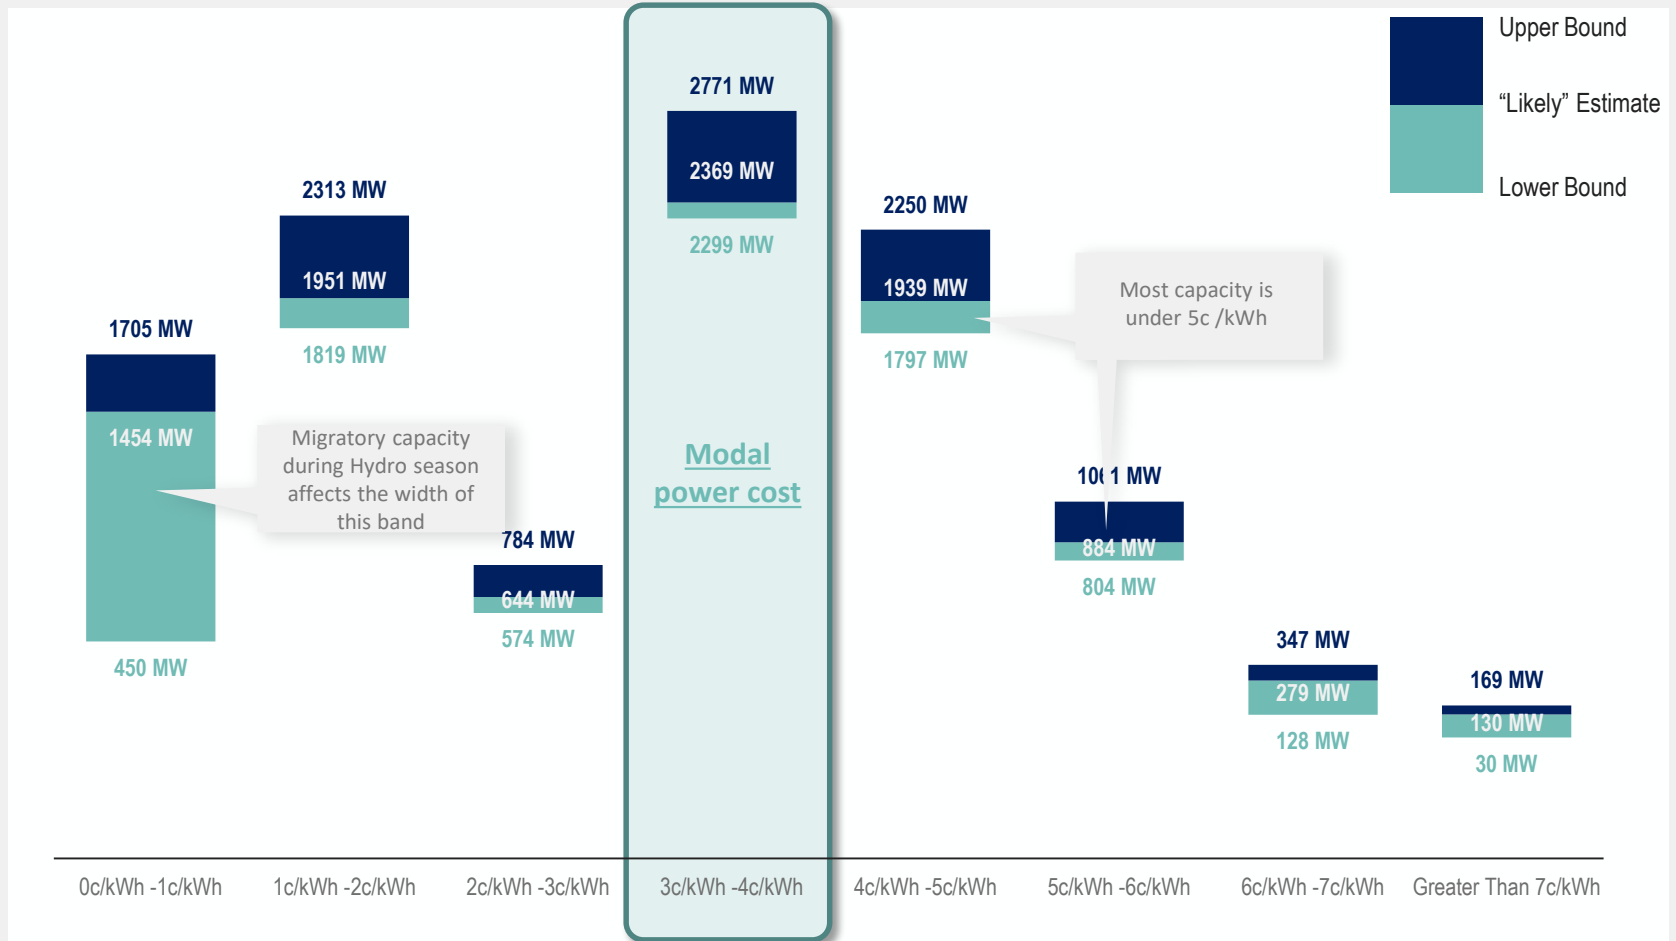 Upper Bound
“Likely” Estimate
Lower Bound
2771 MW
2369 MW
2299 MW
2313 MW
1951 MW
1819 MW
2250 MW
1939 MW
1797 MW
Most capacity is
under 5c /kWh
1705 MW
1454 MW
450 MW
Migratory capacity
during Hydro season
affects the width of
this band
Modal
power cost
784 MW
644 MW
574 MW
1061 MW
884 MW
804 MW
347 MW
279 MW
128 MW
169 MW
130 MW
30 MW
0c/kWh -1c/kWh
1c/kWh -2c/kWh
2c/kWh -3c/kWh
3c/kWh -4c/kWh
4c/kWh -5c/kWh
5c/kWh -6c/kWh
6c/kWh -7c/kWh
Greater Than 7c/kWh